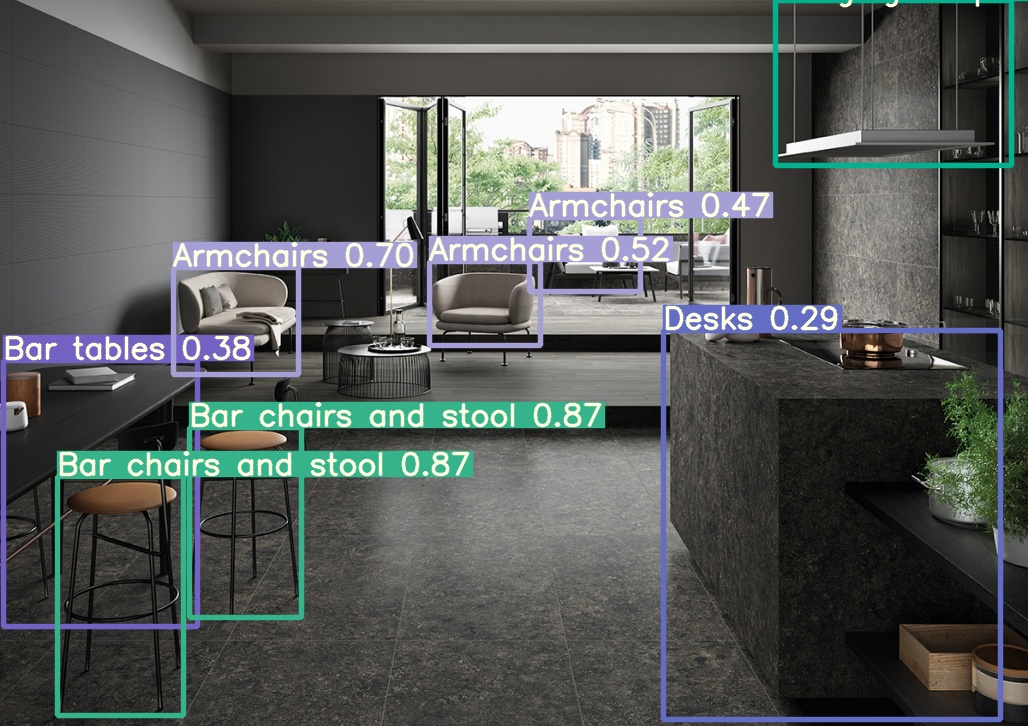 Armchairs 0.47
Armchairs 0.70
Armchairs 0.52
Desks 0.29
Bar tables 0.38
Bar chairs and stool 0.87
Bar chairs and stool 0.87